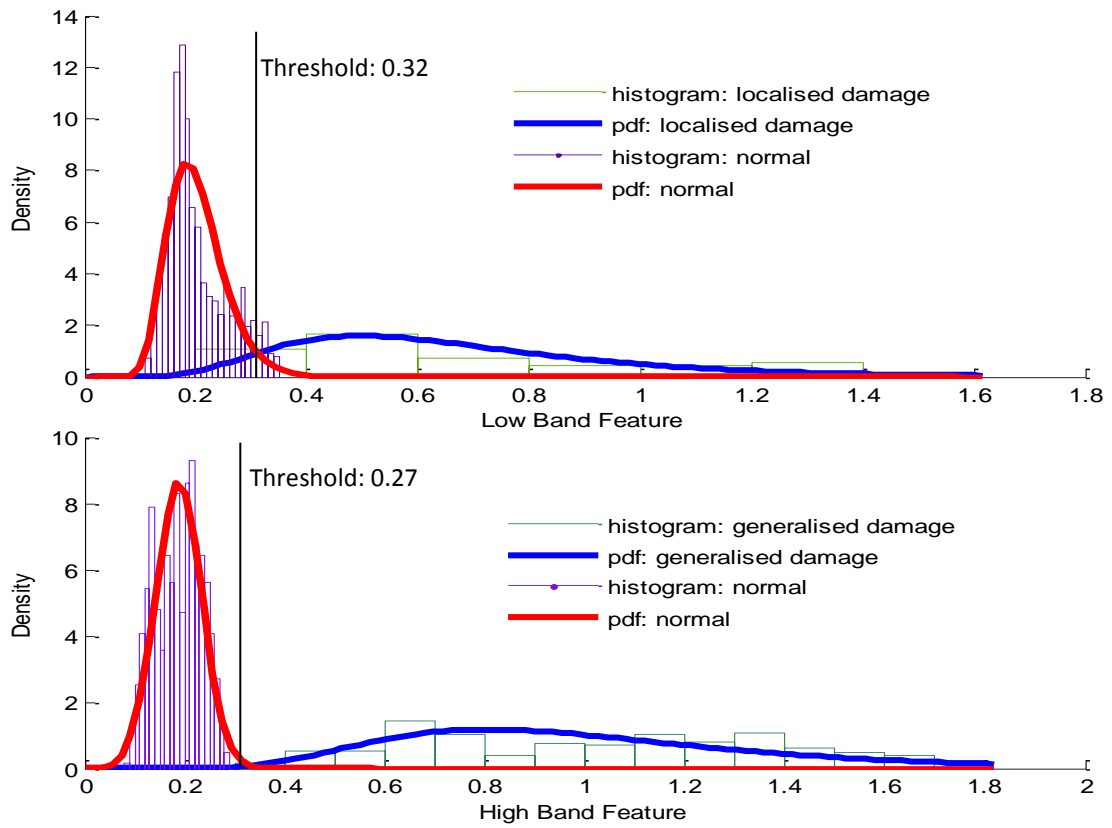 14
12
10
8
6
4
2
0
Density
Threshold: 0.32
histogram: localised damage
pdf: localised damage
histogram: normal
pdf: normal
0 0.2 0.4 0.6 0.8 1 1.2 1.4 1.6 1.8
Low Band Feature
10
8
6
4
2
0
Density
Threshold: 0.27
histogram: generalised damage
pdf: generalised damage
histogram: normal
pdf: normal
0 0.2 0.4 0.6 0.8 1 1.2 1.4 1.6 1.8 2
High Band Feature